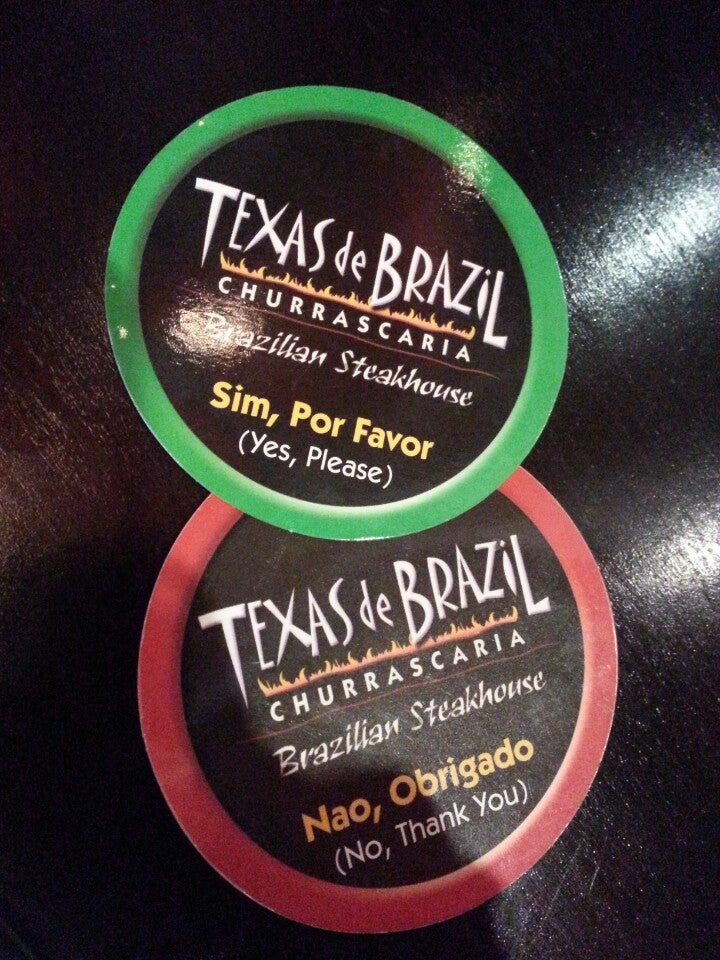 TEXAS de BRAZIL
CHURRASCARIA
Brazilian Steakhouse
Sim, Por Favor
(Yes, Please)
TEXAS de BRAZIL
CHURRASCARIA
Brazilian Steakhouse
Nao, Obrigado
(No, Thank You)